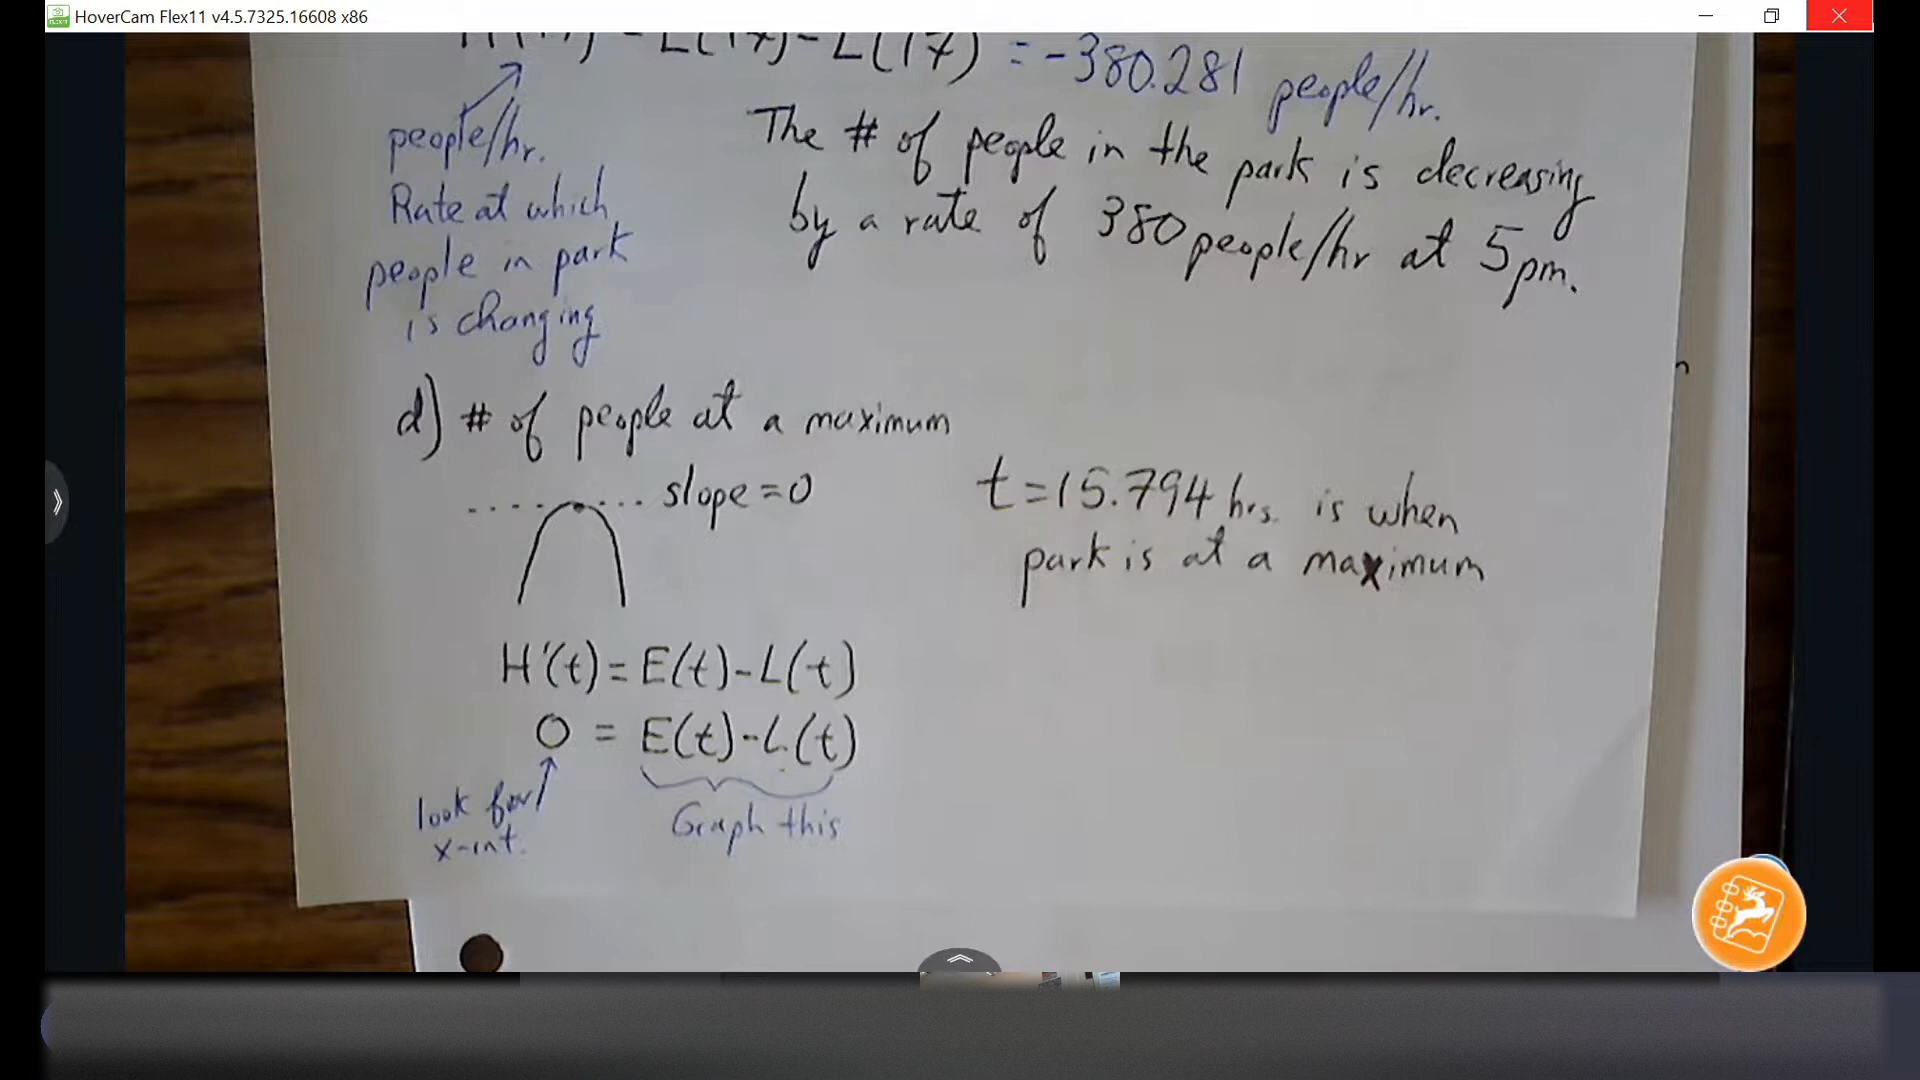 HoverCam Flex11 v4.5.7325.16608 x86
L(17) - L(17) = -380.281 people/hr.
people/hr.
Rate at which
people in park
is changing
The # of people in the park is decreasing
by a rate of 380 people/hr at 5pm.
d) # of people at a maximum
slope = 0
t = 15.794 hrs. is when
park is at a maximum
H'(t) = E(t) - L(t)
0 = E(t) - L(t)
look for
x-int.
Graph this